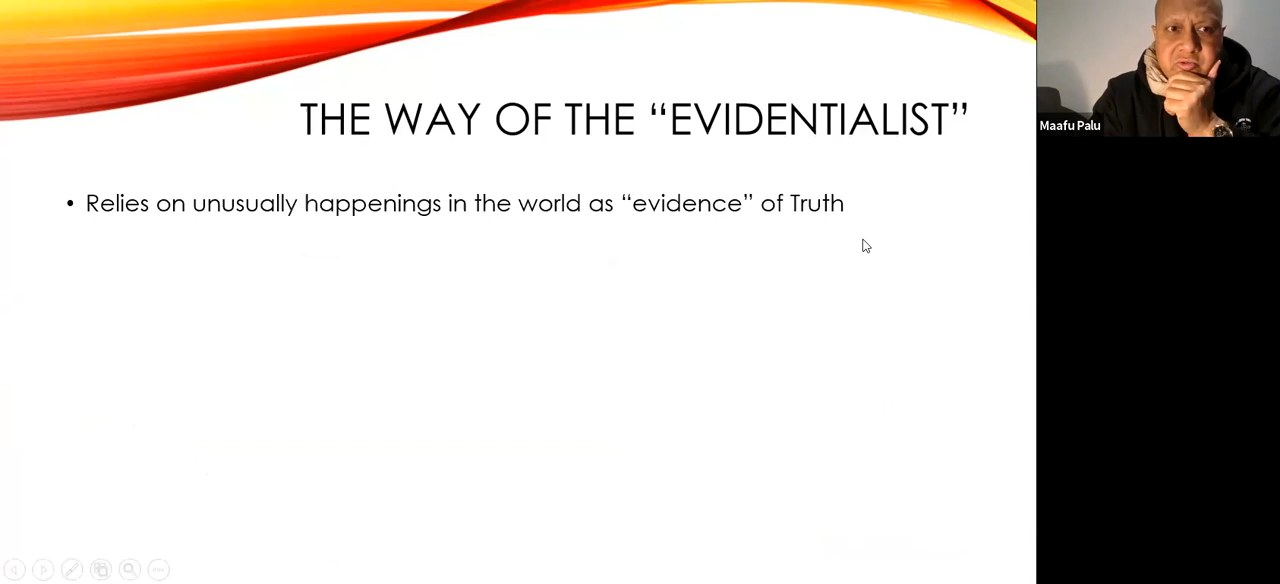 THE WAY OF THE “EVIDENTIALIST”
• Relies on unusually happenings in the world as “evidence” of Truth
Maafu Palu